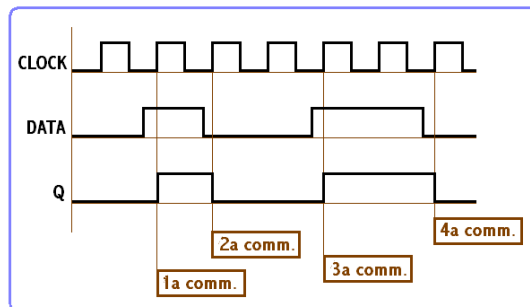 CLOCK
DATA
Q
2a comm.
4a comm.
1a comm.
3a comm.